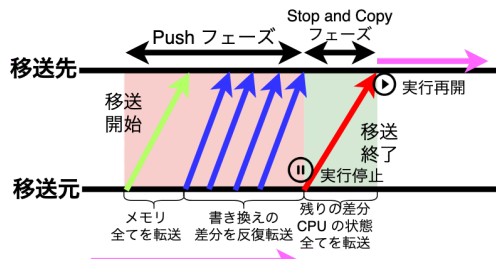 Push フェーズ
Stop and Copy
フェーズ
移送先
移送
開始
実行再開
移送
終了
実行停止
移送元
メモリ
全てを転送
書き換えの
差分を反復転送
残りの差分
CPU の状態
全てを転送